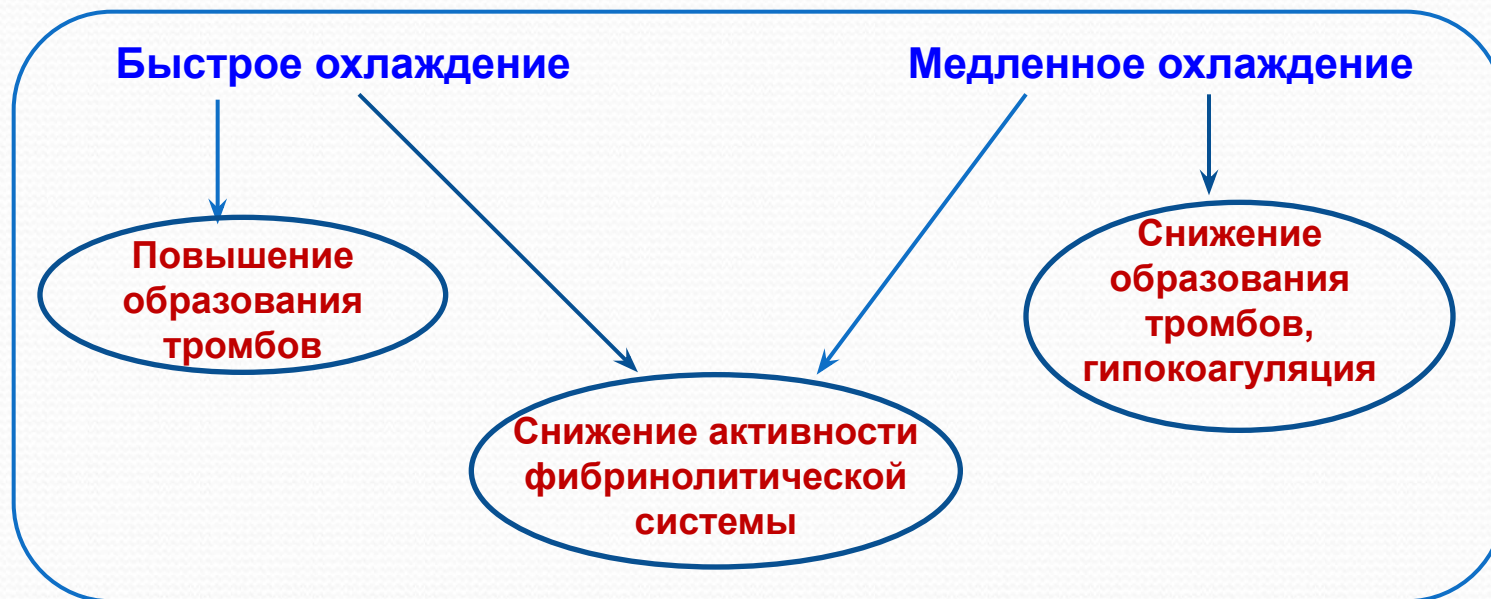 Быстрое охлаждение
Медленное охлаждение
Повышение
образования
тромбов
Снижение
образования
тромбов,
гипокоагуляция
Снижение активности
фибринолитической
системы